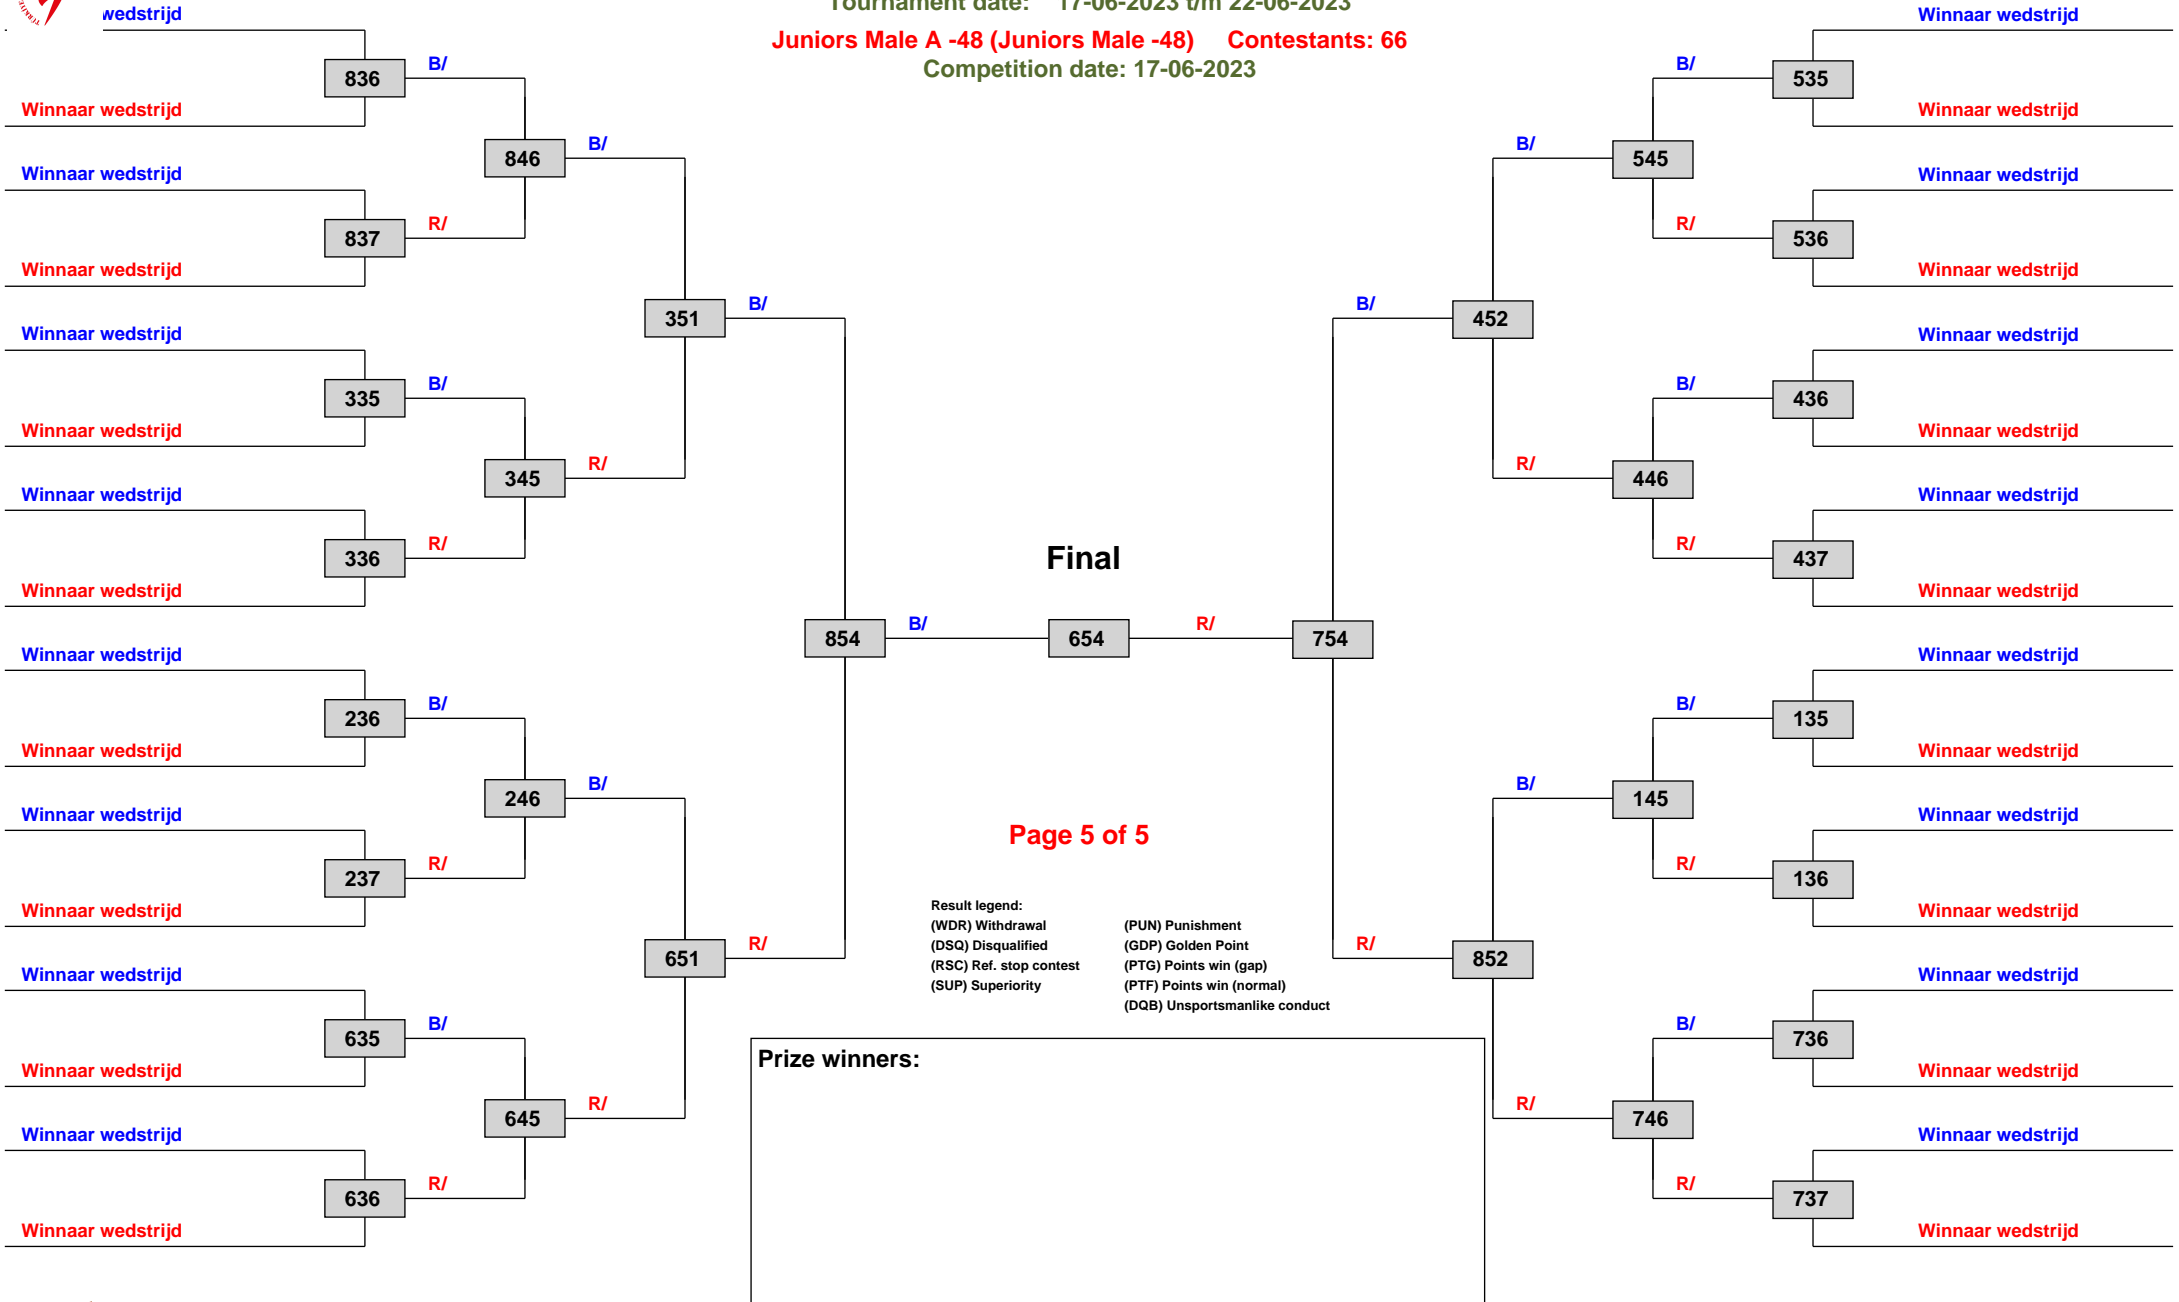 Tournament date: 17-06-2023 t/m 22-06-2023
Juniors Male A -48 (Juniors Male -48) Contestants: 66
Competition date: 17-06-2023
wedstrijd
836
B/
Winnaar wedstrijd
846
B/
Winnaar wedstrijd
837
R/
Winnaar wedstrijd
351
B/
Winnaar wedstrijd
335
B/
Winnaar wedstrijd
345
R/
Winnaar wedstrijd
336
R/
Winnaar wedstrijd
854
B/
Winnaar wedstrijd
236
B/
Winnaar wedstrijd
246
B/
Winnaar wedstrijd
237
R/
Winnaar wedstrijd
651
R/
Winnaar wedstrijd
635
B/
Winnaar wedstrijd
645
R/
Winnaar wedstrijd
636
R/
Winnaar wedstrijd
Final
654
Page 5 of 5
Result legend:
(WDR) Withdrawal (PUN) Punishment
(DSQ) Disqualified (GDP) Golden Point
(RSC) Ref. stop contest (PTG) Points win (gap)
(SUP) Superiority (PTF) Points win (normal)
(DQB) Unsportsmanlike conduct
Prize winners:
Winnaar wedstrijd
B/
535
Winnaar wedstrijd
B/
545
Winnaar wedstrijd
R/
536
Winnaar wedstrijd
B/
452
Winnaar wedstrijd
B/
436
Winnaar wedstrijd
R/
446
Winnaar wedstrijd
R/
437
Winnaar wedstrijd
R/
754
Winnaar wedstrijd
B/
135
Winnaar wedstrijd
B/
145
Winnaar wedstrijd
R/
136
Winnaar wedstrijd
R/
852
Winnaar wedstrijd
B/
736
Winnaar wedstrijd
R/
746
Winnaar wedstrijd
R/
737
Winnaar wedstrijd